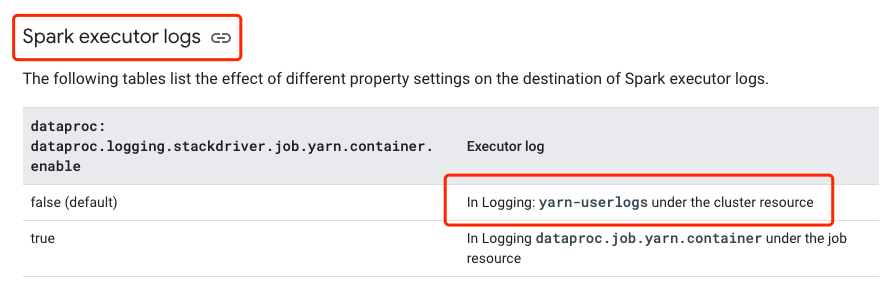 Spark executor logs
The following tables list the effect of different property settings on the destination of Spark executor logs.
dataproc:
dataproc.logging.stackdriver.job.yarn.container.
enable
Executor log
false (default)
In Logging: yarn-userlogs under the cluster resource
true
In Logging dataproc.job.yarn.container under the job
resource